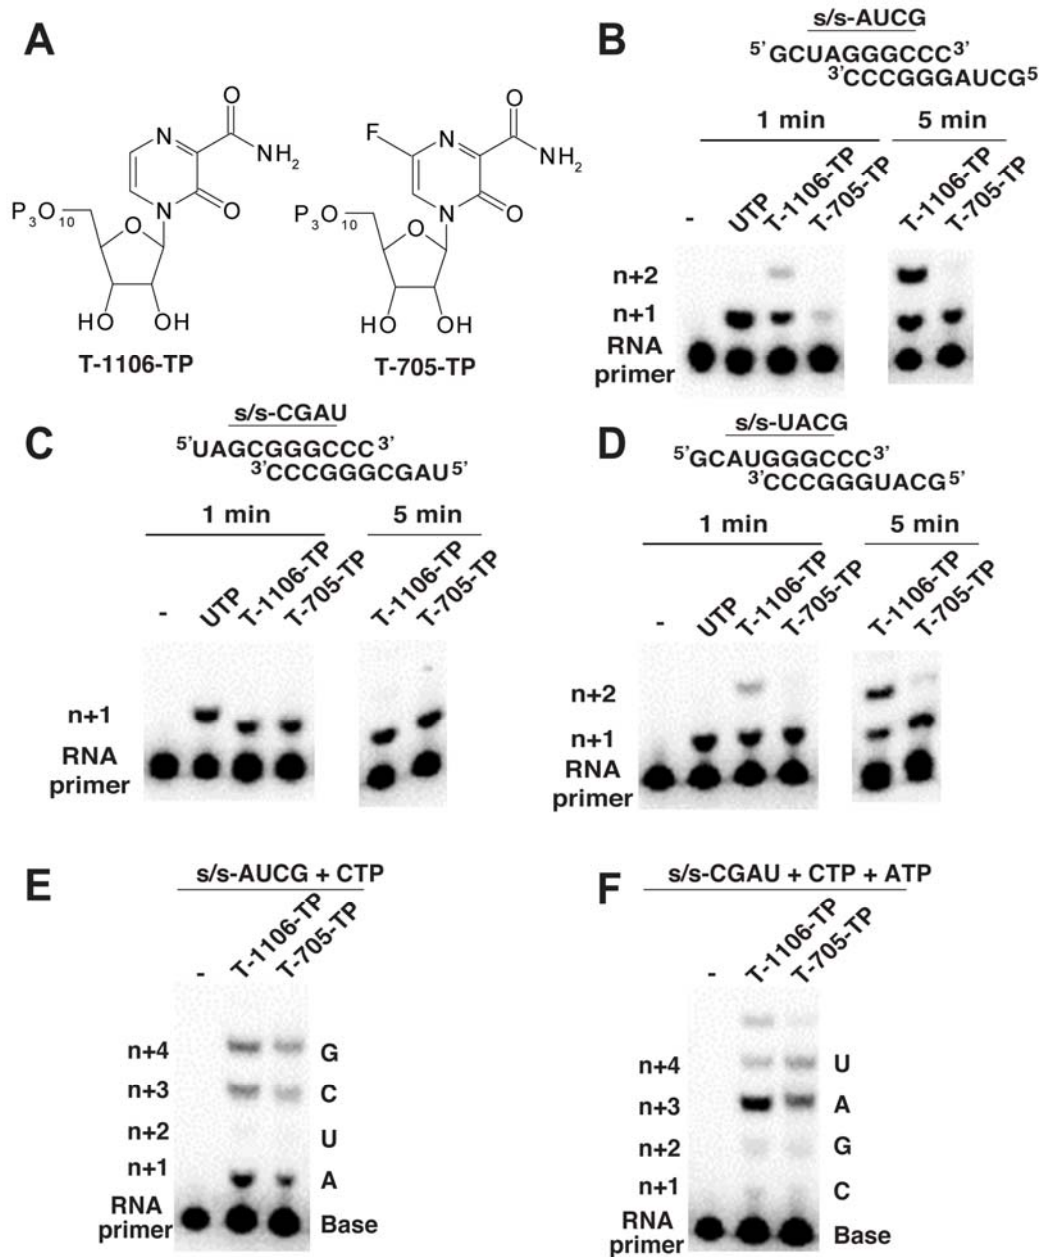 A
N
O
NH2
P3O10
O
N
O
HO
OH
T-1106-TP
F
N
O
NH2
P3O10
O
N
O
HO
OH
T-705-TP
B
s/s-AUCG
5'GCUAGGGCCC3'
3'CCCGGGAUCG5
1 min
5 min
-
UTP
T-1106-TP
T-705-TP
T-1106-TP
T-705-TP
n+2
n+1
RNA
primer
C
s/s-CGAU
5'UAGCGGGCCC3'
3'CCCGGGCGAU5'
1 min
5 min
-
UTP
T-1106-TP
T-705-TP
T-1106-TP
T-705-TP
n+1
RNA
primer
D
s/s-UACG
5'GCAUGGGCCC3'
3'CCCGGGUACG5'
1 min
5 min
-
UTP
T-1106-TP
T-705-TP
T-1106-TP
T-705-TP
n+2
n+1
RNA
primer
E
s/s-AUCG + CTP
-
T-1106-TP
T-705-TP
n+4 G
n+3 C
n+2 U
n+1 A
RNA
primer Base
F
s/s-CGAU + CTP + ATP
-
T-1106-TP
T-705-TP
n+4 U
n+3 A
n+2 G
n+1 C
RNA
primer Base